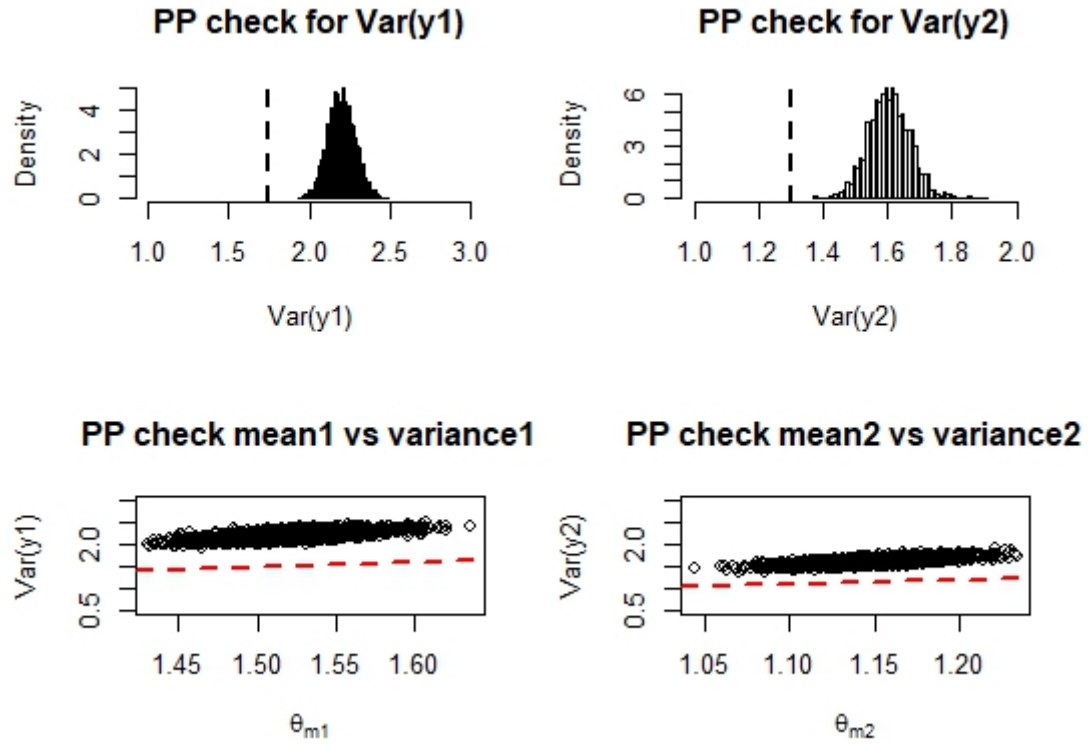 PP check for Var(y1)
PP check for Var(y2)
Density
0 2 4
1.0 1.5 2.0 2.5 3.0
Var(y1)
Density
0 3 6
1.0 1.2 1.4 1.6 1.8 2.0
Var(y2)
PP check mean1 vs variance1
PP check mean2 vs variance2
Var(y1)
0.5 2.0
1.45 1.50 1.55 1.60
θm1
Var(y2)
0.5 2.0
1.05 1.10 1.15 1.20
θm2